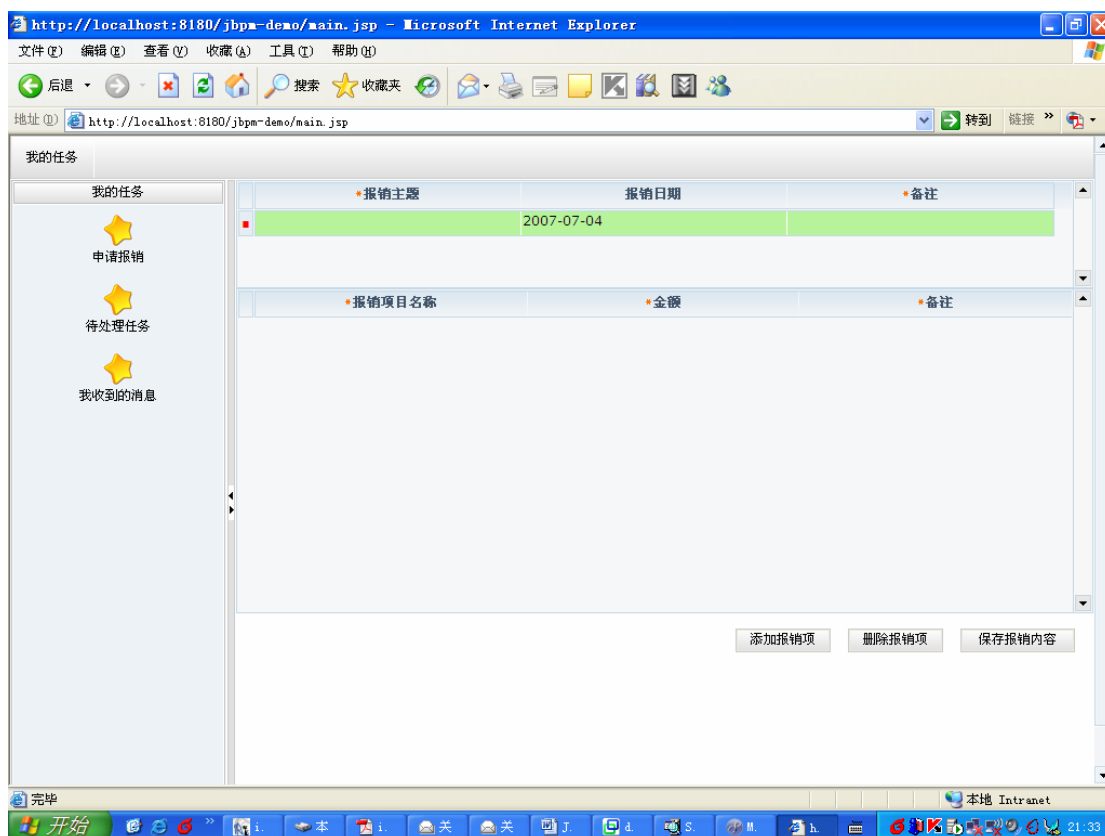 http://localhost:8180/jbpm-demo/main.jsp - Microsoft Internet Explorer
文件(F) 编辑(E) 查看(V) 收藏(A) 工具(T) 帮助(H)
后退 搜索 收藏夹
地址(D) http://localhost:8180/jbpm-demo/main.jsp 转到 链接 »
我的任务
我的任务
*报销主题 报销日期 *备注
2007-07-04
申请报销
*报销项目名称 *金额 *备注
待处理任务
我收到的消息
添加报销项 删除报销项 保存报销内容
完毕 本地 Intranet
开始 » i. 本 i. 关 关 J. d. S. M. h. 21:33